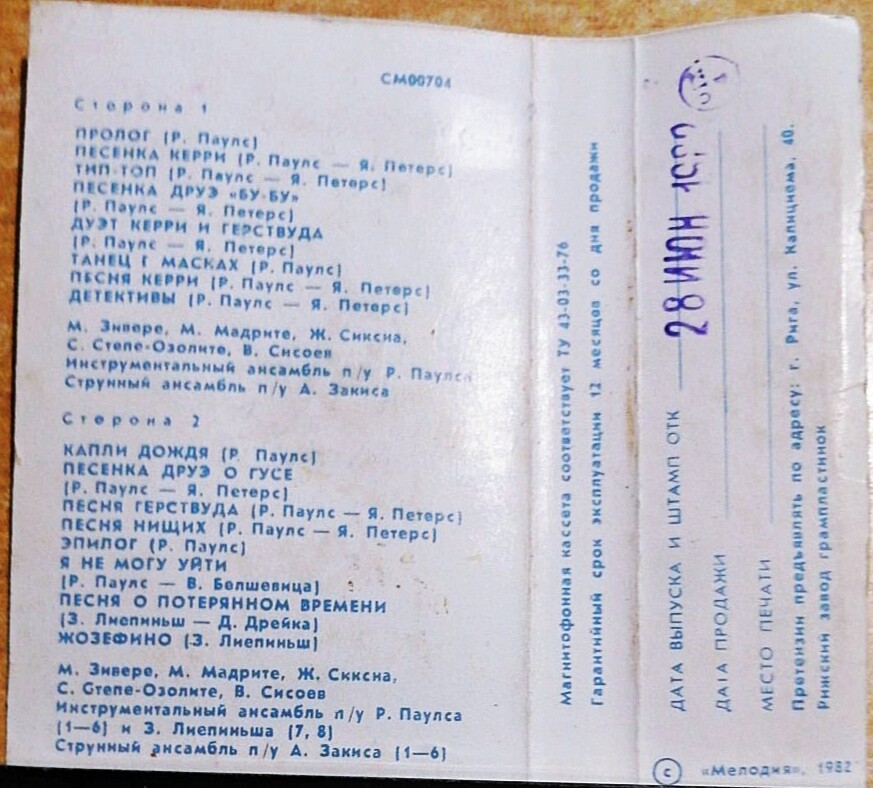 СМ00704
Сторона 1
ПРОЛОГ (Р. Паулс)
ПЕСЕНКА КЕРРИ (Р. Паулс — Я. Петерс)
ТИП-ТОП (Р. Паулс — Я. Петерс)
ПЕСЕНКА ДРУЭ «БУ-БУ»
(Р. Паулс — Я. Петерс)
ДУЭТ КЕРРИ И ГЕРСТВУДА
(Р. Паулс — Я. Петерс)
ТАНЕЦ В МАСКАХ (Р. Паулс)
ПЕСНЯ КЕРРИ (Р. Паулс — Я. Петерс)
ДЕТЕКТИВЫ (Р. Паулс — Я. Петерс)
М. Зивере, М. Мадрите, Ж. Сиксна,
С. Степе-Озолите, В. Сисоев
Инструментальный ансамбль п/у Р. Паулса
Струнный ансамбль п/у А. Закиса
Сторона 2
КАПЛИ ДОЖДЯ (Р. Паулс)
ПЕСЕНКА ДРУЭ О ГУСЕ
(Р. Паулс — Я. Петерс)
ПЕСНЯ ГЕРСТВУДА (Р. Паулс — Я. Петерс)
ПЕСНЯ НИЩИХ (Р. Паулс — Я. Петерс)
ЭПИЛОГ (Р. Паулс)
Я НЕ МОГУ УЙТИ
(Р. Паулс — В. Белшевица)
ПЕСНЯ О ПОТЕРЯННОМ ВРЕМЕНИ
(З. Лиепиньш — Д. Дрейка)
ЖОЗЕФИНО (З. Лиепиньш)
М. Зивере, М. Мадрите, Ж. Сиксна,
С. Степе-Озолите, В. Сисоев
Инструментальный ансамбль п/у Р. Паулса
(1—6) и З. Лиепиньша (7, 8)
Струнный ансамбль п/у А. Закиса (1—6)
Магнитофонная кассета соответствует ТУ 43-03-33-76
Гарантийный срок эксплуатации 12 месяцев со дня продажи
ДАТА ВЫПУСКА И ШТАМП ОТК 28 ИЮН
ДАТА ПРОДАЖИ
МЕСТО ПЕЧАТИ
Претензии предъявлять по адресу: г. Рига, ул. Калнциема, 40.
Рижский завод грампластинок
© «Мелодия», 1982